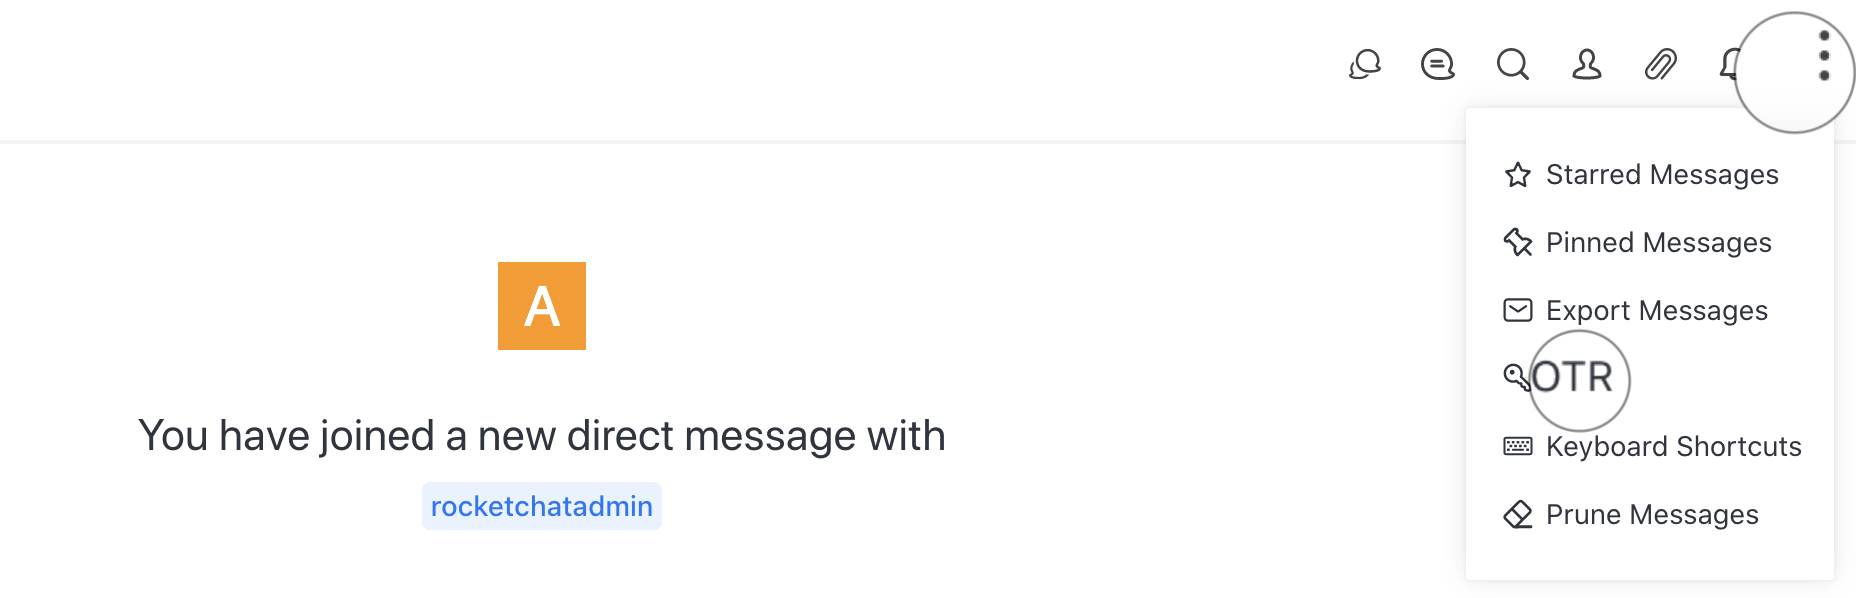 A
You have joined a new direct message with
rocketchatadmin
Starred Messages
Pinned Messages
Export Messages
OTR
Keyboard Shortcuts
Prune Messages